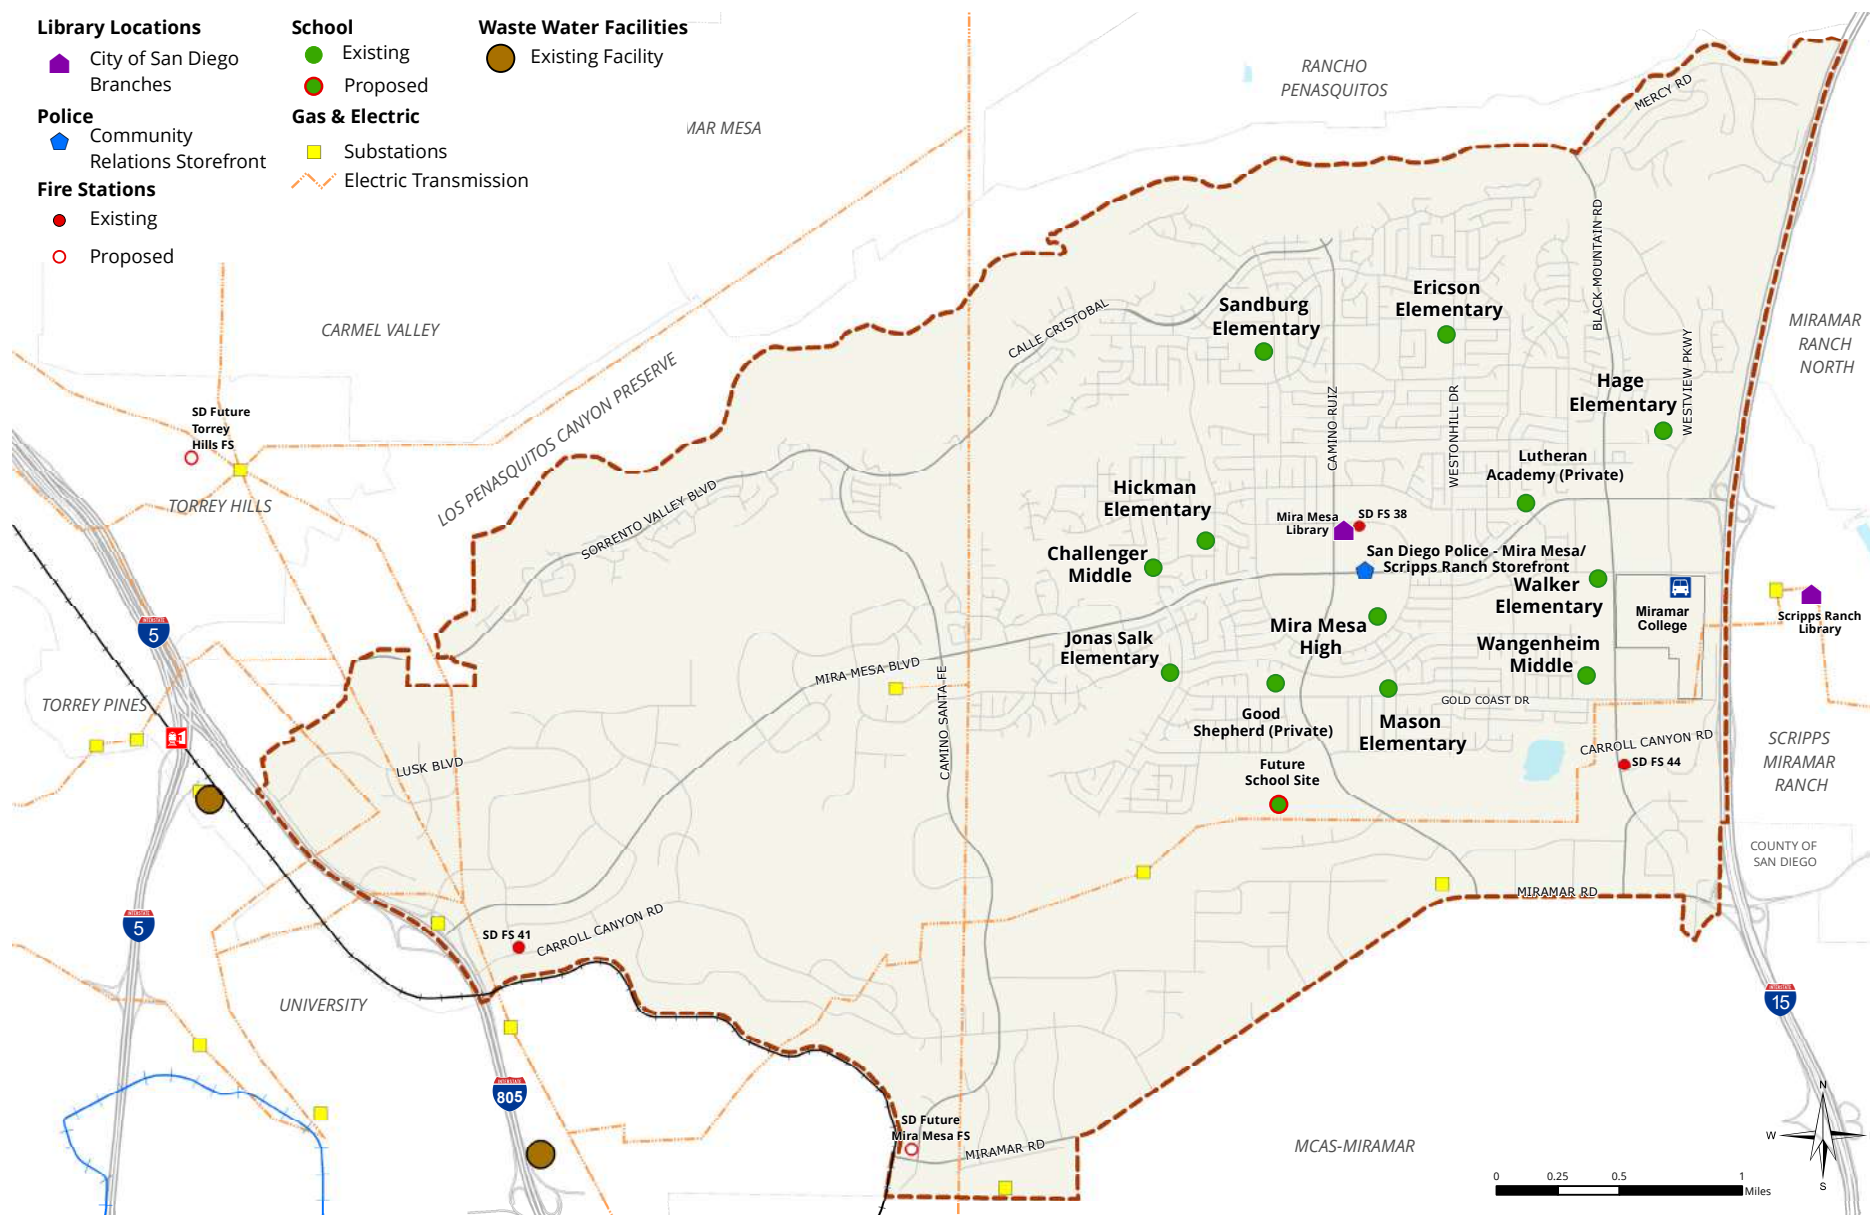 Library Locations
City of San Diego
Branches
Police
Community
Relations Storefront
Fire Stations
Existing
Proposed
School
Existing
Proposed
Gas & Electric
Substations
Electric Transmission
Waste Water Facilities
Existing Facility
RANCHO
PENASQUITOS
MAR MESA
MERCY RD
CARMEL VALLEY
LOS PENASQUITOS CANYON PRESERVE
CALLE CRISTOBAL
Sandburg
Elementary
Ericson
Elementary
BLACK MOUNTAIN RD
WESTVIEW PKWY
MIRAMAR
RANCH
NORTH
Hage
Elementary
CAMINO RUIZ
WESTONHILL DR
SD Future
Torrey
Hills FS
TORREY HILLS
SORRENTO VALLEY BLVD
Lutheran
Academy (Private)
Hickman
Elementary
Mira Mesa
Library
SD FS 38
Challenger
Middle
San Diego Police - Mira Mesa/
Scripps Ranch Storefront
Walker
Elementary
Miramar
College
Scripps Ranch
Library
INTERSTATE
5
Jonas Salk
Elementary
Mira Mesa
High
Wangenheim
Middle
MIRA MESA BLVD
CAMINO SANTA FE
GOLD COAST DR
TORREY PINES
Good
Shepherd (Private)
Mason
Elementary
LUSK BLVD
CARROLL CANYON RD
SD FS 44
SCRIPPS
MIRAMAR
RANCH
Future
School Site
COUNTY OF
SAN DIEGO
MIRAMAR RD
INTERSTATE
5
SD FS 41
CARROLL CANYON RD
UNIVERSITY
INTERSTATE
15
INTERSTATE
805
SD Future
Mira Mesa FS
MIRAMAR RD
MCAS-MIRAMAR
N
W
S
0
0.25
0.5
1
Miles